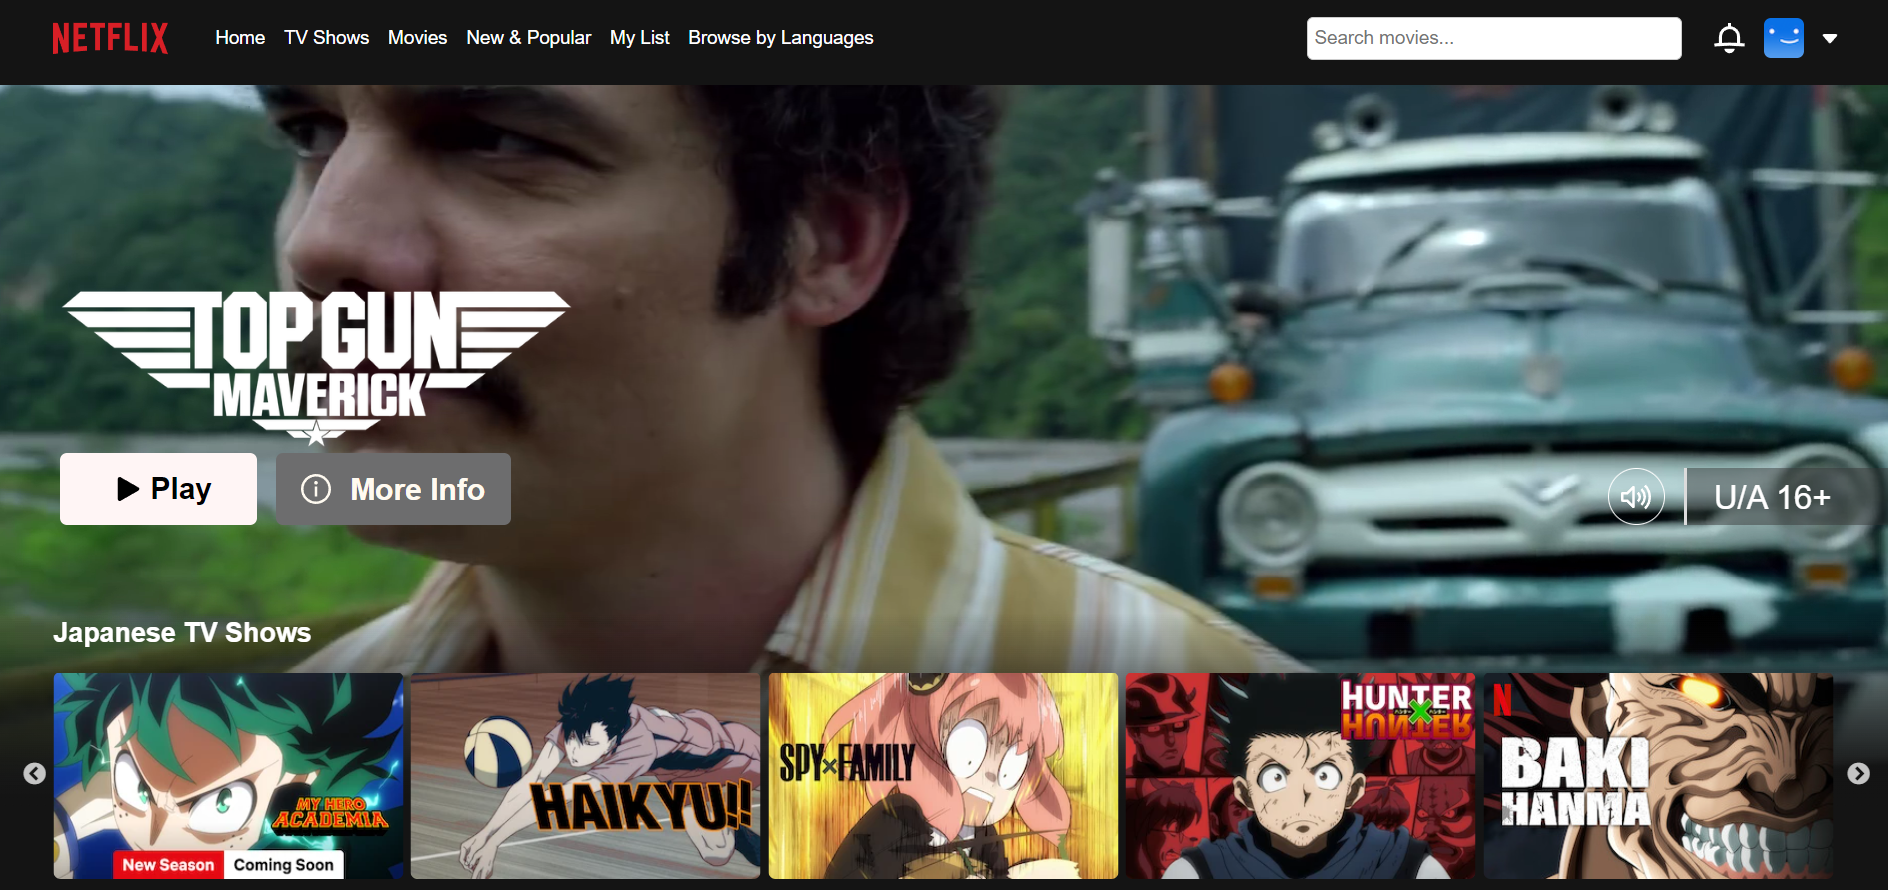 NETFLIX
Home TV Shows Movies New & Popular My List Browse by Languages
Search movies...
TOP GUN
MAVERICK
Play
More Info
U/A 16+
Japanese TV Shows
MY HERO
ACADEMIA
New Season Coming Soon
HAIKYU!!
SPY×FAMILY
HUNTER
×
HUNTER
N
BAKI
HANMA